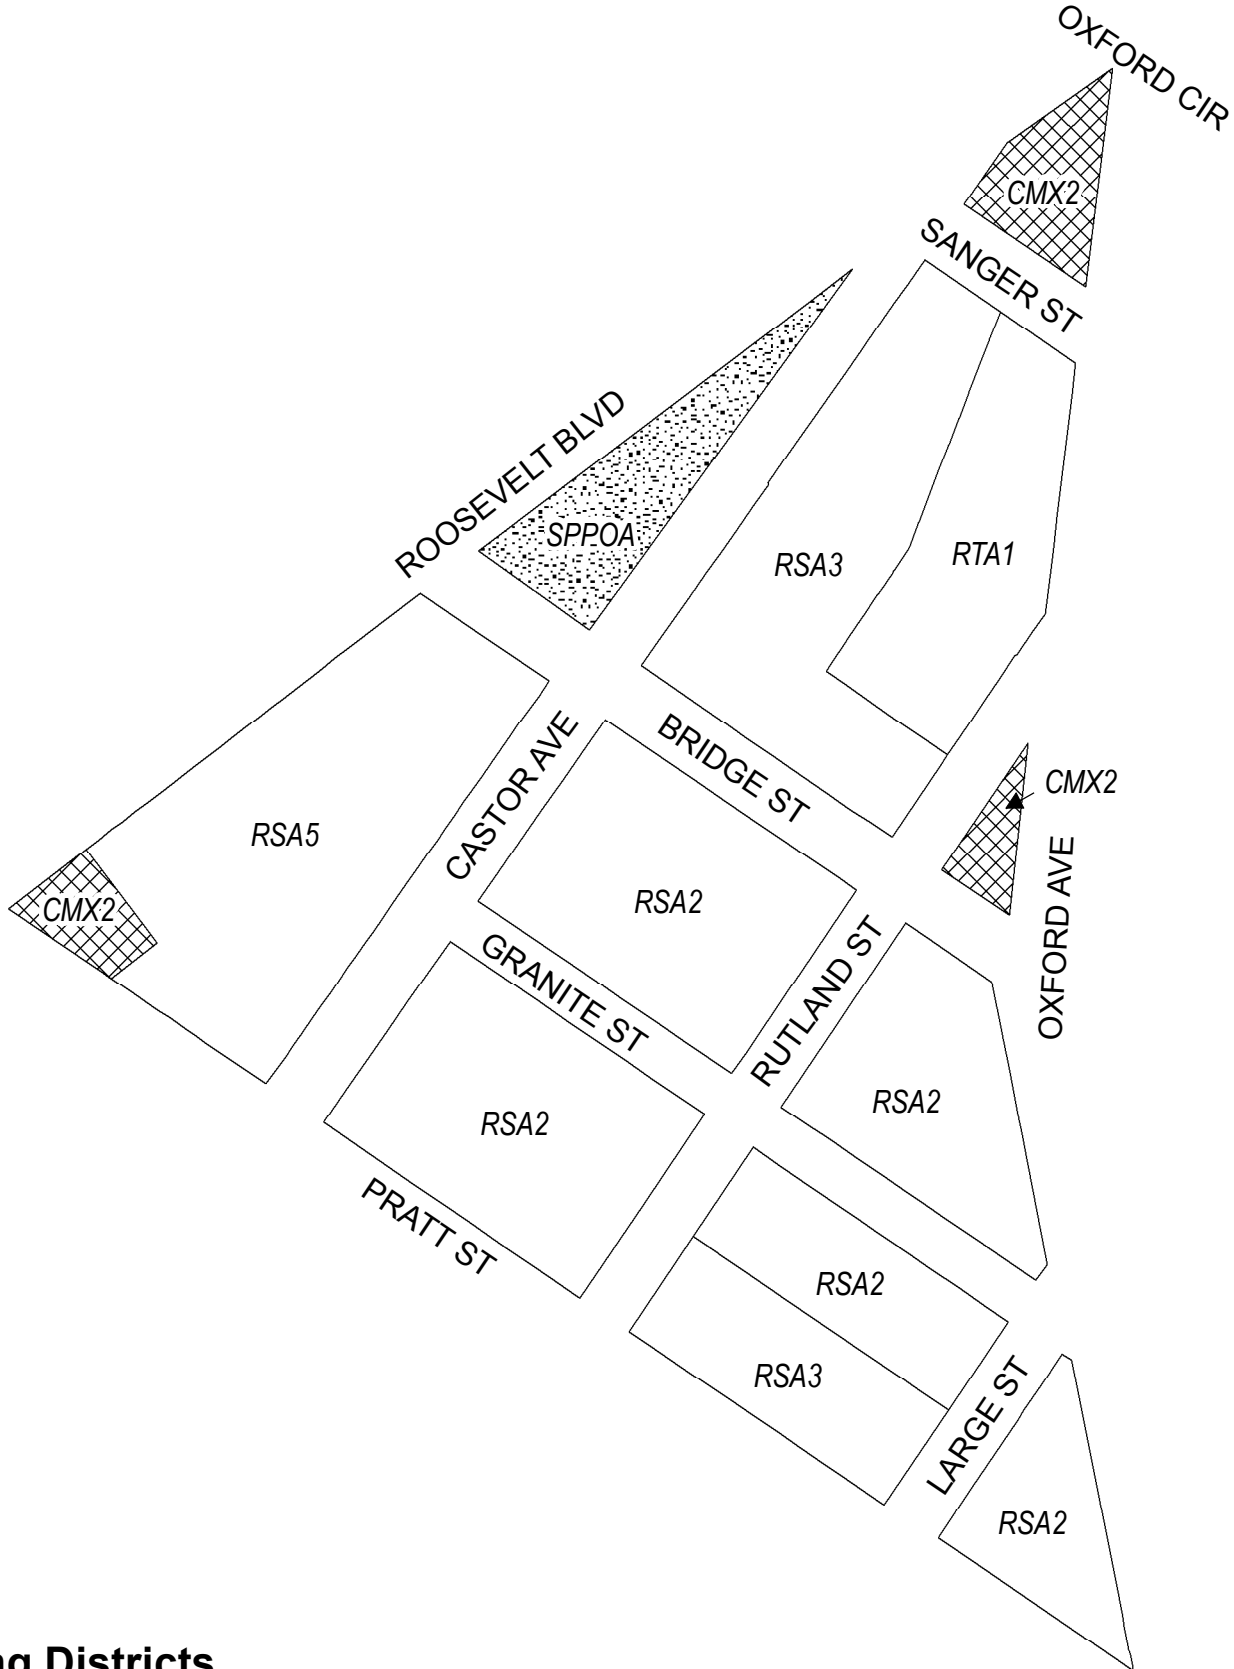 OXFORD CIR
CMX2
SANGER ST
ROOSEVELT BLVD
SPPOA
RSA3
RTA1
BRIDGE ST
CASTOR AVE
CMX2
RSA5
OXFORD AVE
RSA2
CMX2
GRANITE ST
RUTLAND ST
RSA2
RSA2
PRATT ST
RSA2
RSA3
LARGE ST
RSA2
Districts